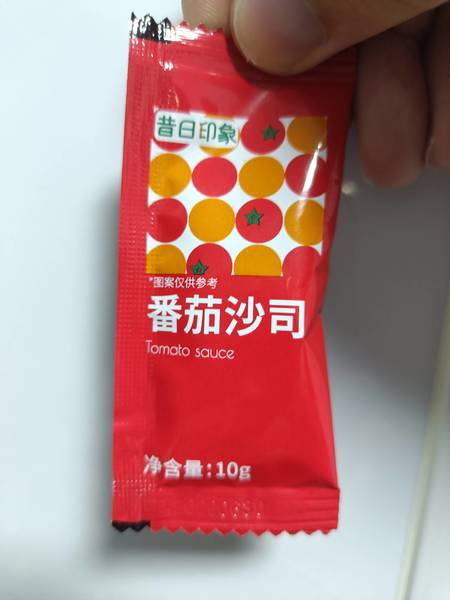 昔日印象
*图案仅供参考
番茄沙司
Tomato sauce
净含量:10g